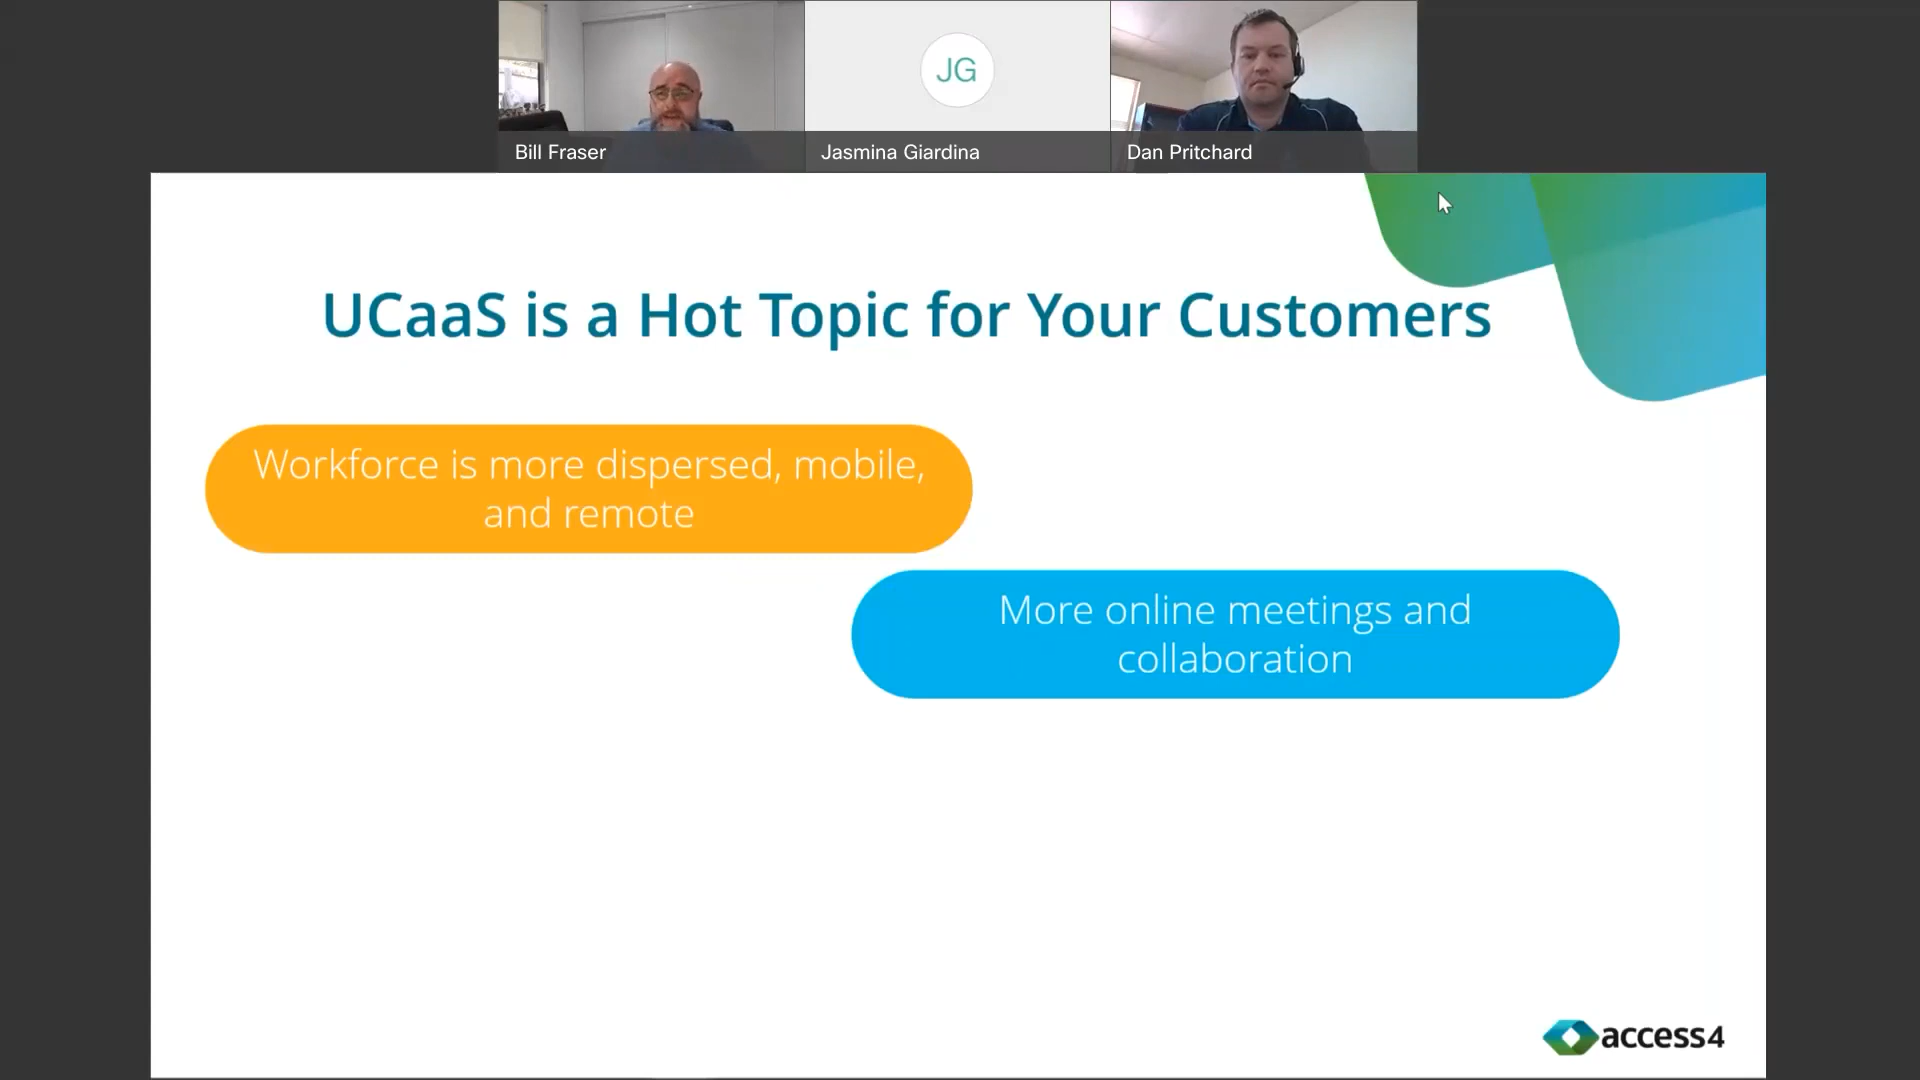 JG
Bill Fraser
Jasmina Giardina
Dan Pritchard
UCaaS is a Hot Topic for Your Customers
Workforce is more dispersed, mobile,
and remote
More online meetings and
collaboration
access4